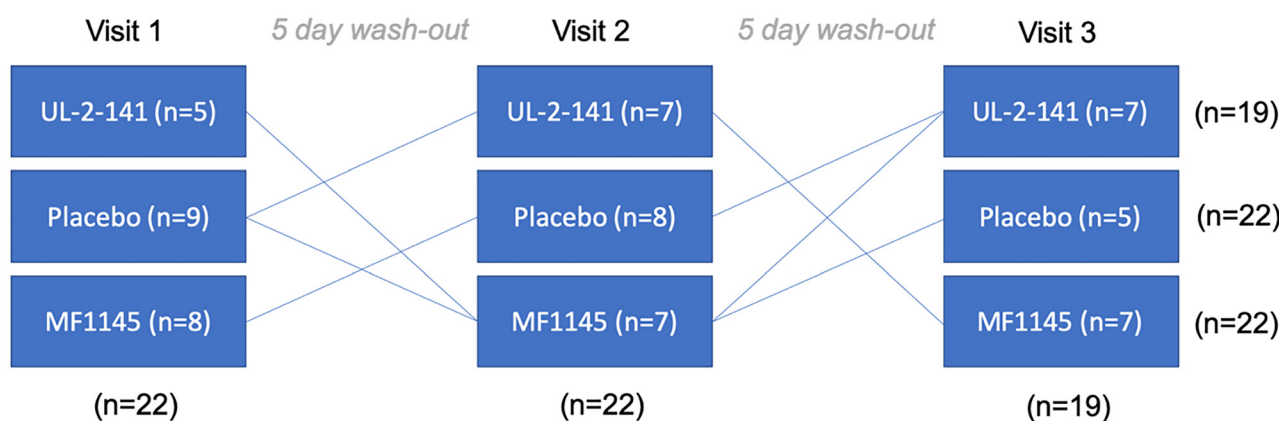 Visit 1 5 day wash-out Visit 2 5 day wash-out Visit 3
UL-2-141 (n=5) UL-2-141 (n=7) UL-2-141 (n=7) (n=19)
Placebo (n=9) Placebo (n=8) Placebo (n=5) (n=22)
MF1145 (n=8) MF1145 (n=7) MF1145 (n=7) (n=22)
(n=22) (n=22) (n=19)